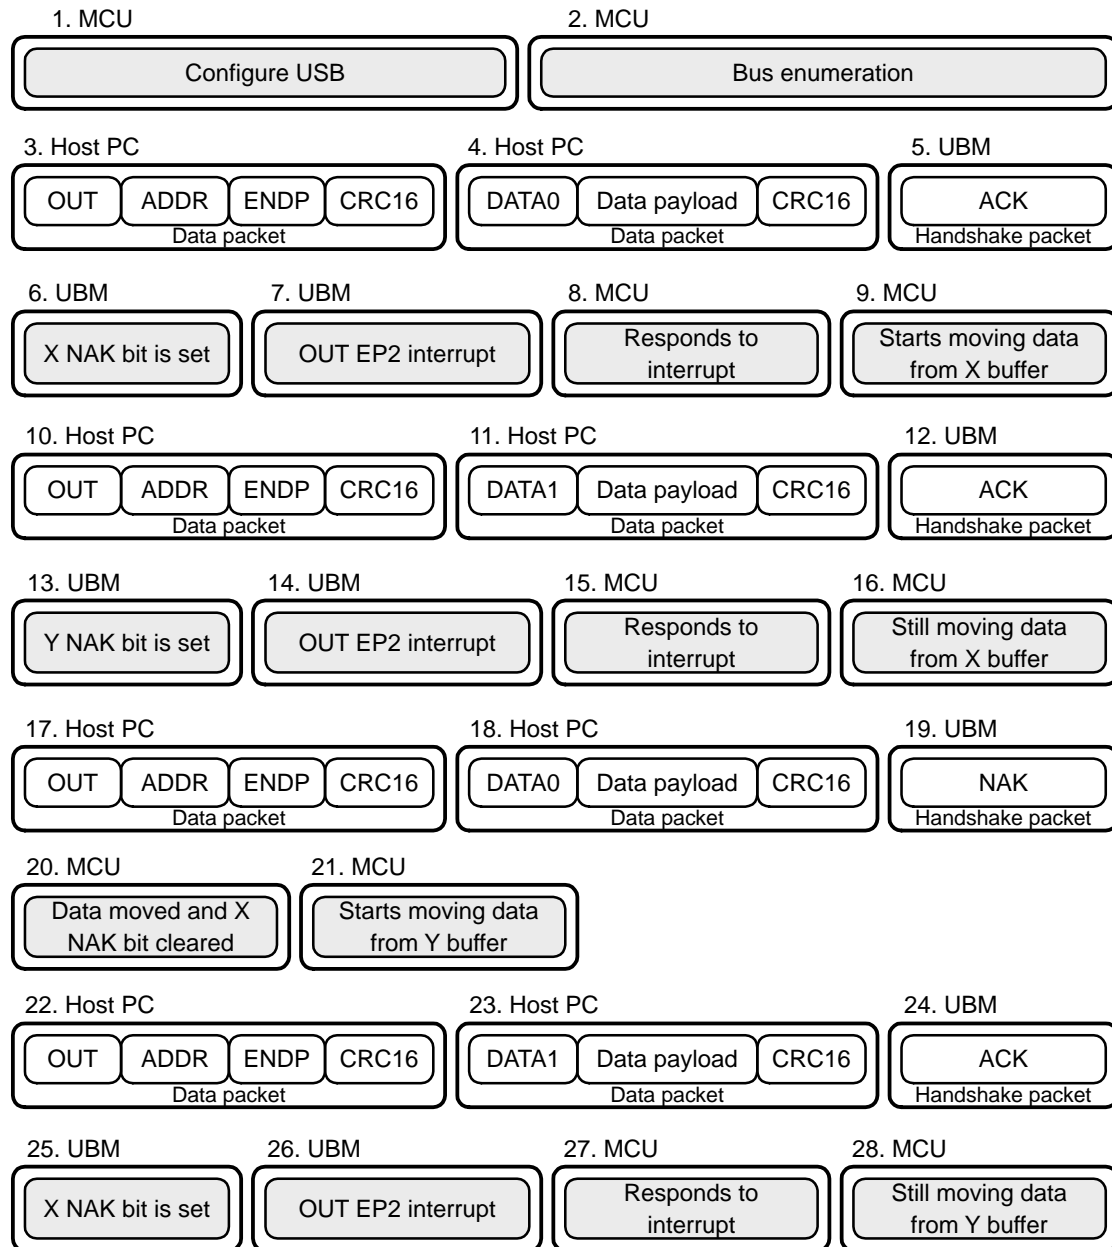 1. MCU 2. MCU
Configure USB Bus enumeration
3. Host PC 4. Host PC 5. UBM
OUT ADDR ENDP CRC16 DATA0 Data payload CRC16 ACK
Data packet Data packet Handshake packet
6. UBM 7. UBM 8. MCU 9. MCU
X NAK bit is set OUT EP2 interrupt Responds to interrupt Starts moving data from X buffer
10. Host PC 11. Host PC 12. UBM
OUT ADDR ENDP CRC16 DATA1 Data payload CRC16 ACK
Data packet Data packet Handshake packet
13. UBM 14. UBM 15. MCU 16. MCU
Y NAK bit is set OUT EP2 interrupt Responds to interrupt Still moving data from X buffer
17. Host PC 18. Host PC 19. UBM
OUT ADDR ENDP CRC16 DATA0 Data payload CRC16 NAK
Data packet Data packet Handshake packet
20. MCU 21. MCU
Data moved and X NAK bit cleared Starts moving data from Y buffer
22. Host PC 23. Host PC 24. UBM
OUT ADDR ENDP CRC16 DATA1 Data payload CRC16 ACK
Data packet Data packet Handshake packet
25. UBM 26. UBM 27. MCU 28. MCU
X NAK bit is set OUT EP2 interrupt Responds to interrupt Still moving data from Y buffer